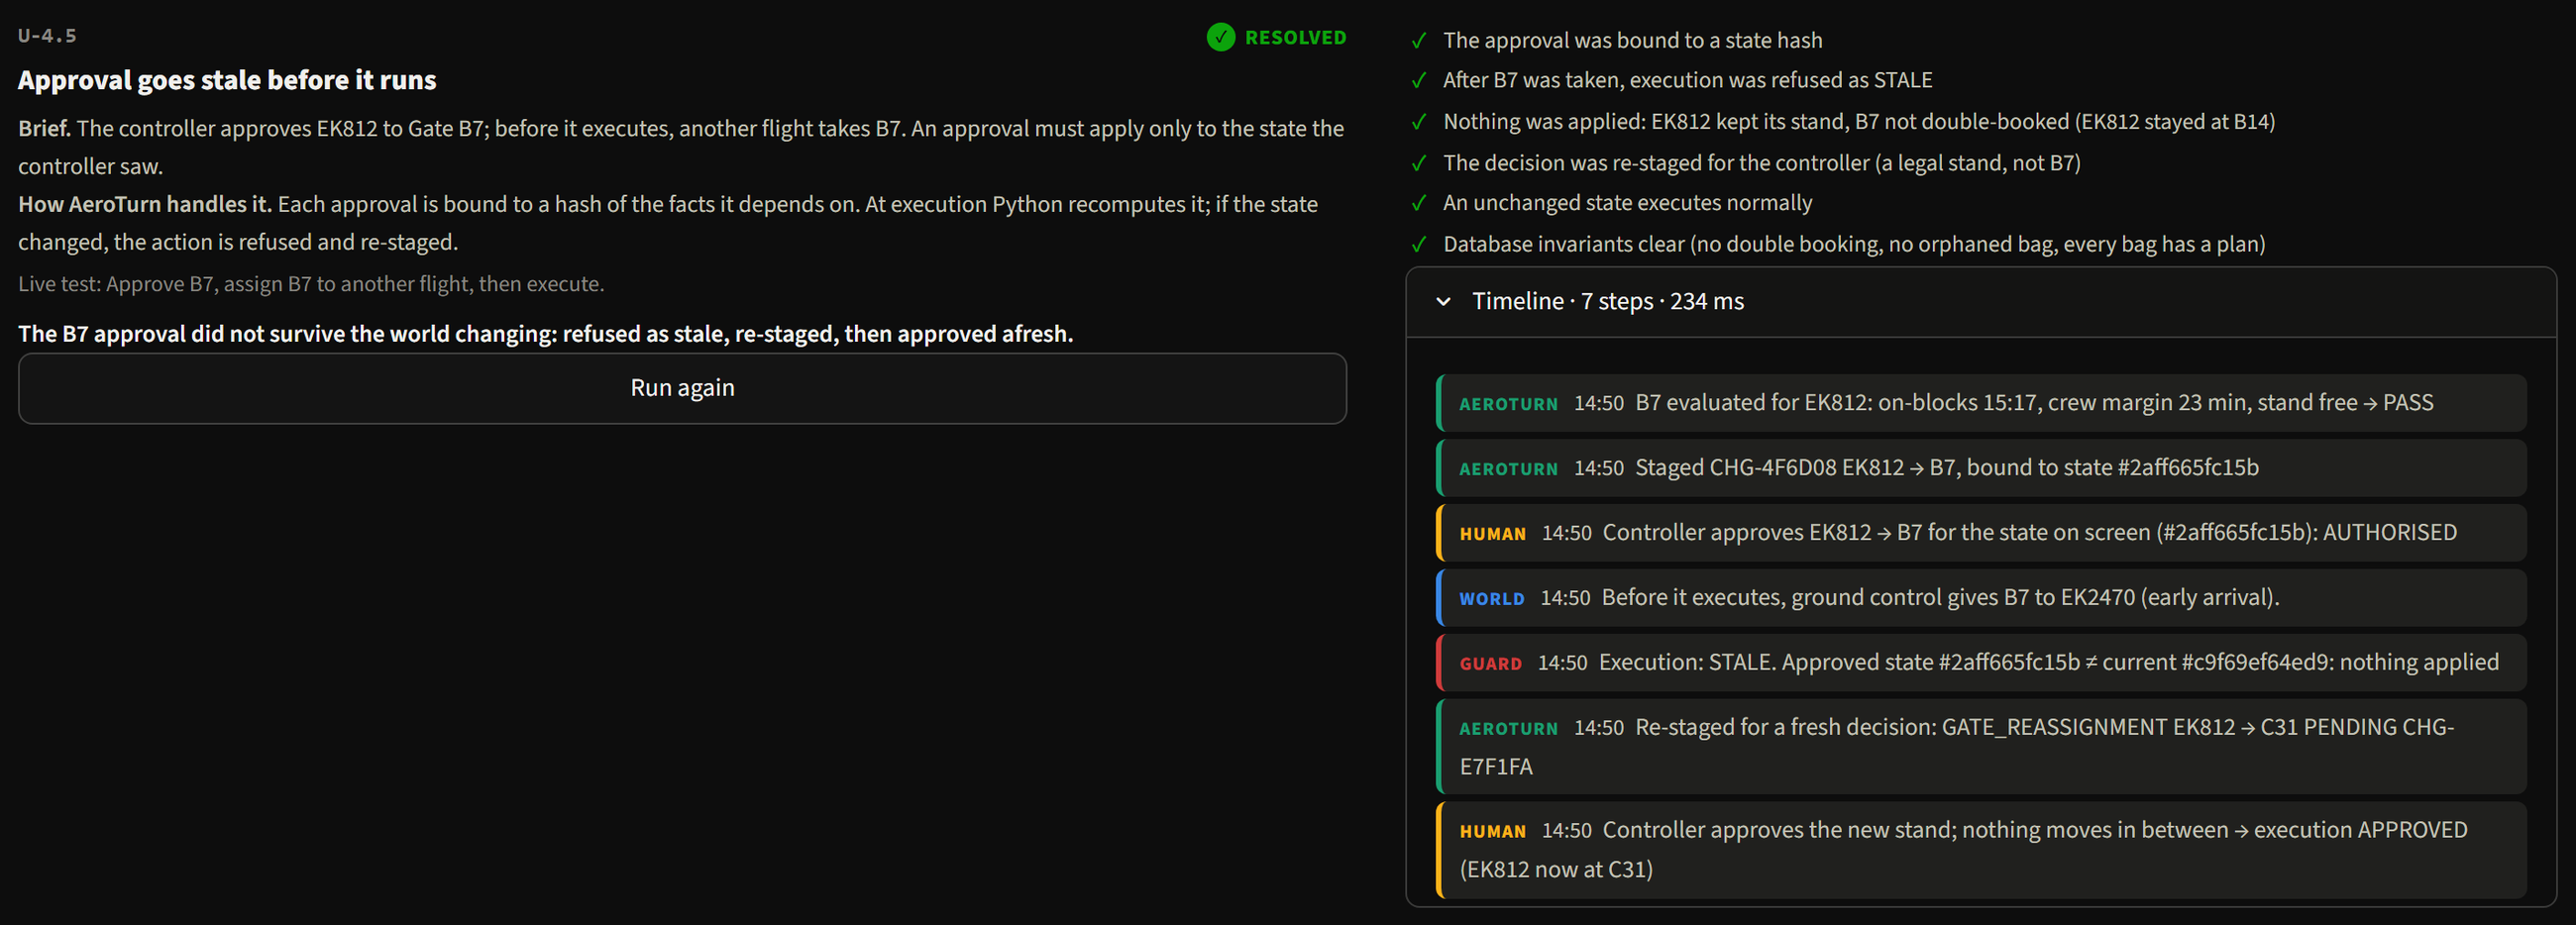 U-4.5
✓ RESOLVED
Approval goes stale before it runs
Brief. The controller approves EK812 to Gate B7; before it executes, another flight takes B7. An approval must apply only to the state the
controller saw.
How AeroTurn handles it. Each approval is bound to a hash of the facts it depends on. At execution Python recomputes it; if the state
changed, the action is refused and re-staged.
Live test: Approve B7, assign B7 to another flight, then execute.
The B7 approval did not survive the world changing: refused as stale, re-staged, then approved afresh.
Run again
✓ The approval was bound to a state hash
✓ After B7 was taken, execution was refused as STALE
✓ Nothing was applied: EK812 kept its stand, B7 not double-booked (EK812 stayed at B14)
✓ The decision was re-staged for the controller (a legal stand, not B7)
✓ An unchanged state executes normally
✓ Database invariants clear (no double booking, no orphaned bag, every bag has a plan)
Timeline · 7 steps · 234 ms
AEROTURN 14:50 B7 evaluated for EK812: on-blocks 15:17, crew margin 23 min, stand free → PASS
AEROTURN 14:50 Staged CHG-4F6D08 EK812 → B7, bound to state #2aff665fc15b
HUMAN 14:50 Controller approves EK812 → B7 for the state on screen (#2aff665fc15b): AUTHORISED
WORLD 14:50 Before it executes, ground control gives B7 to EK2470 (early arrival).
GUARD 14:50 Execution: STALE. Approved state #2aff665fc15b ≠ current #c9f69ef64ed9: nothing applied
AEROTURN 14:50 Re-staged for a fresh decision: GATE_REASSIGNMENT EK812 → C31 PENDING CHG-
E7F1FA
HUMAN 14:50 Controller approves the new stand; nothing moves in between → execution APPROVED
(EK812 now at C31)